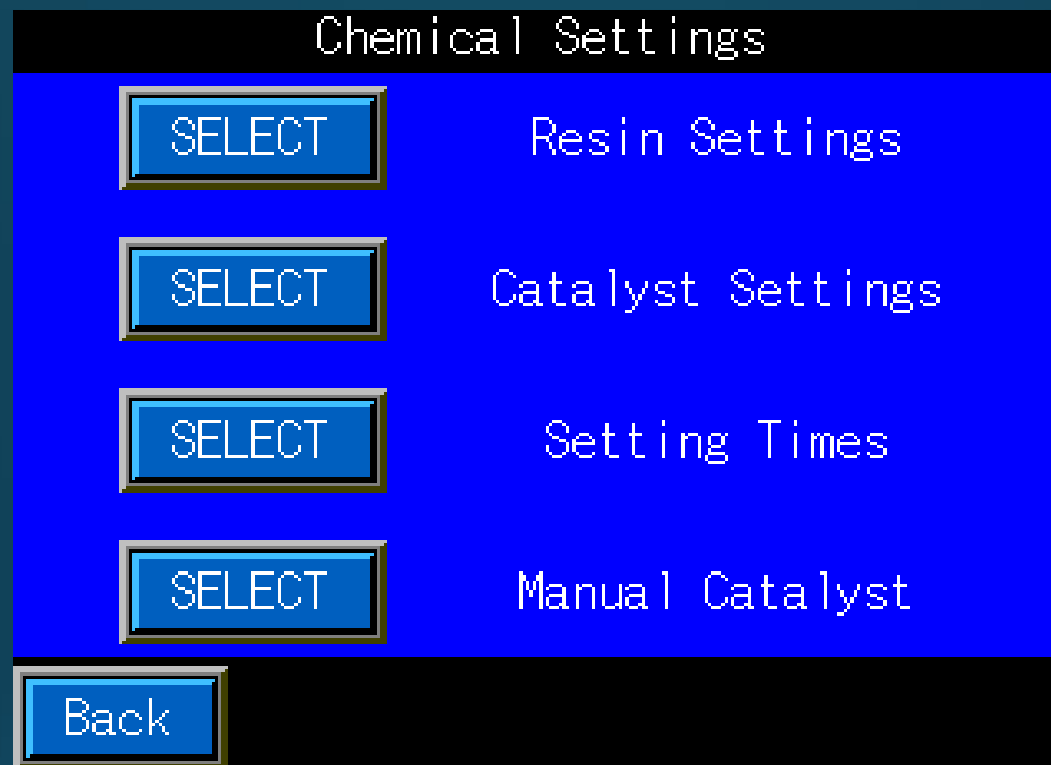 Chemical Settings
SELECT Resin Settings
SELECT Catalyst Settings
SELECT Setting Times
SELECT Manual Catalyst
Back